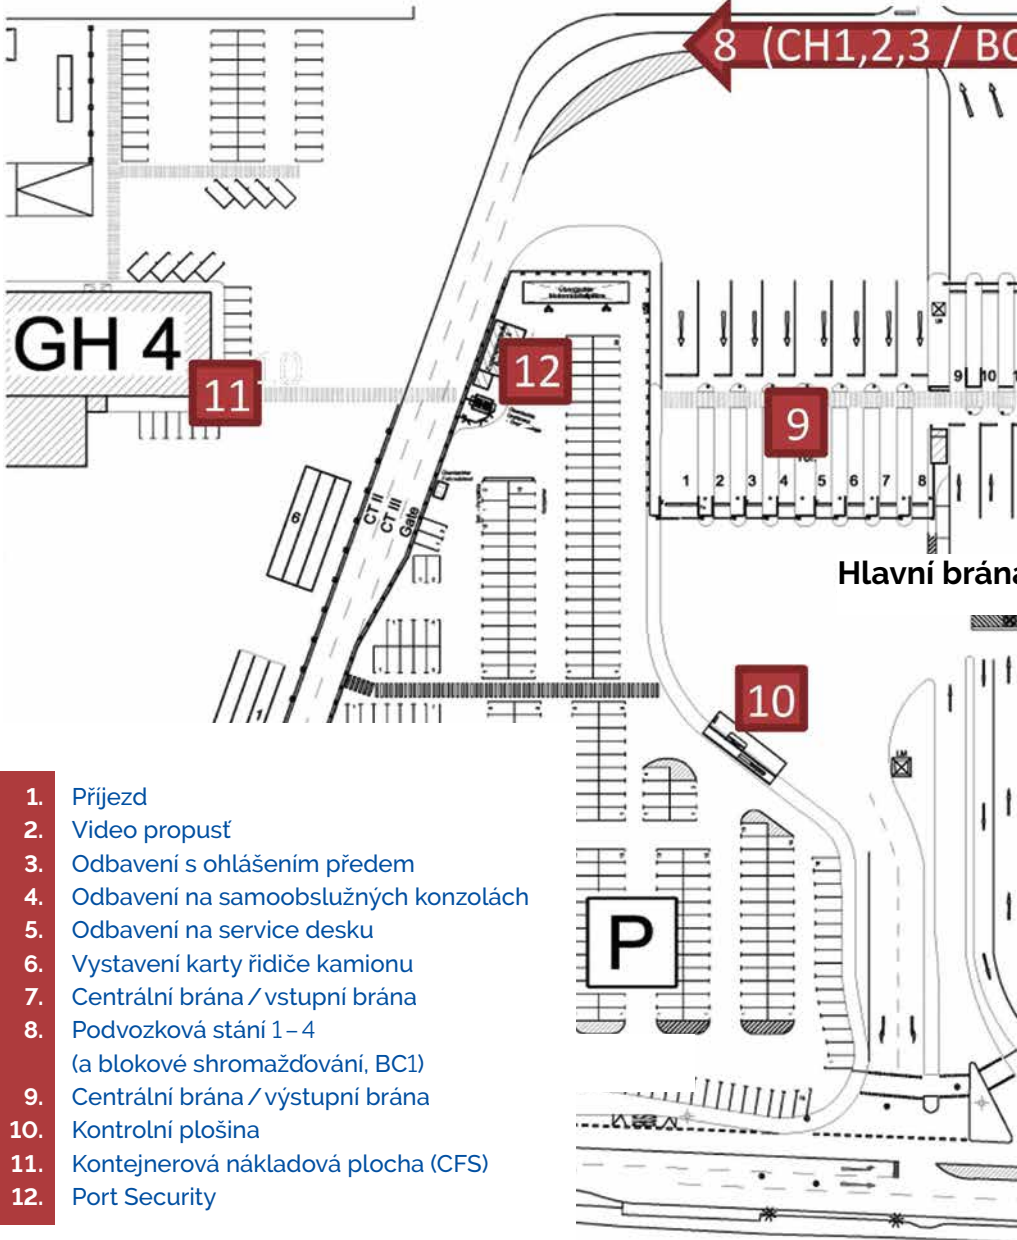 8 (CH1,2,3 / BC
GH 4
11
12
9
9 10 1
1 2 3 4 5 6 7 8
6
CT II
CT III
Gate
Hlavní brána
10
LM
P
1. Příjezd
2. Video propusť
3. Odbavení s ohlášením předem
4. Odbavení na samoobslužných konzolách
5. Odbavení na service desku
6. Vystavení karty řidiče kamionu
7. Centrální brána / vstupní brána
8. Podvozková stání 1–4
(a blokové shromažďování, BC1)
9. Centrální brána / výstupní brána
10. Kontrolní plošina
11. Kontejnerová nákladová plocha (CFS)
12. Port Security